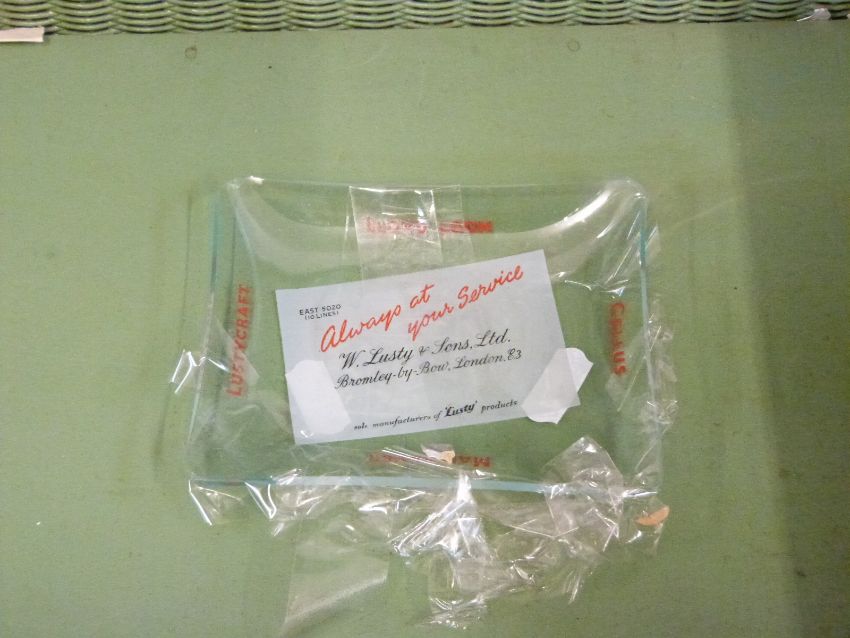 LUSTYCRAFT
EAST 5020
(10 LINES)
Always at
your Service
W. Lusty & Sons, Ltd.
Bromley-by-Bow, London, E3
sole manufacturers of 'Lusty' products